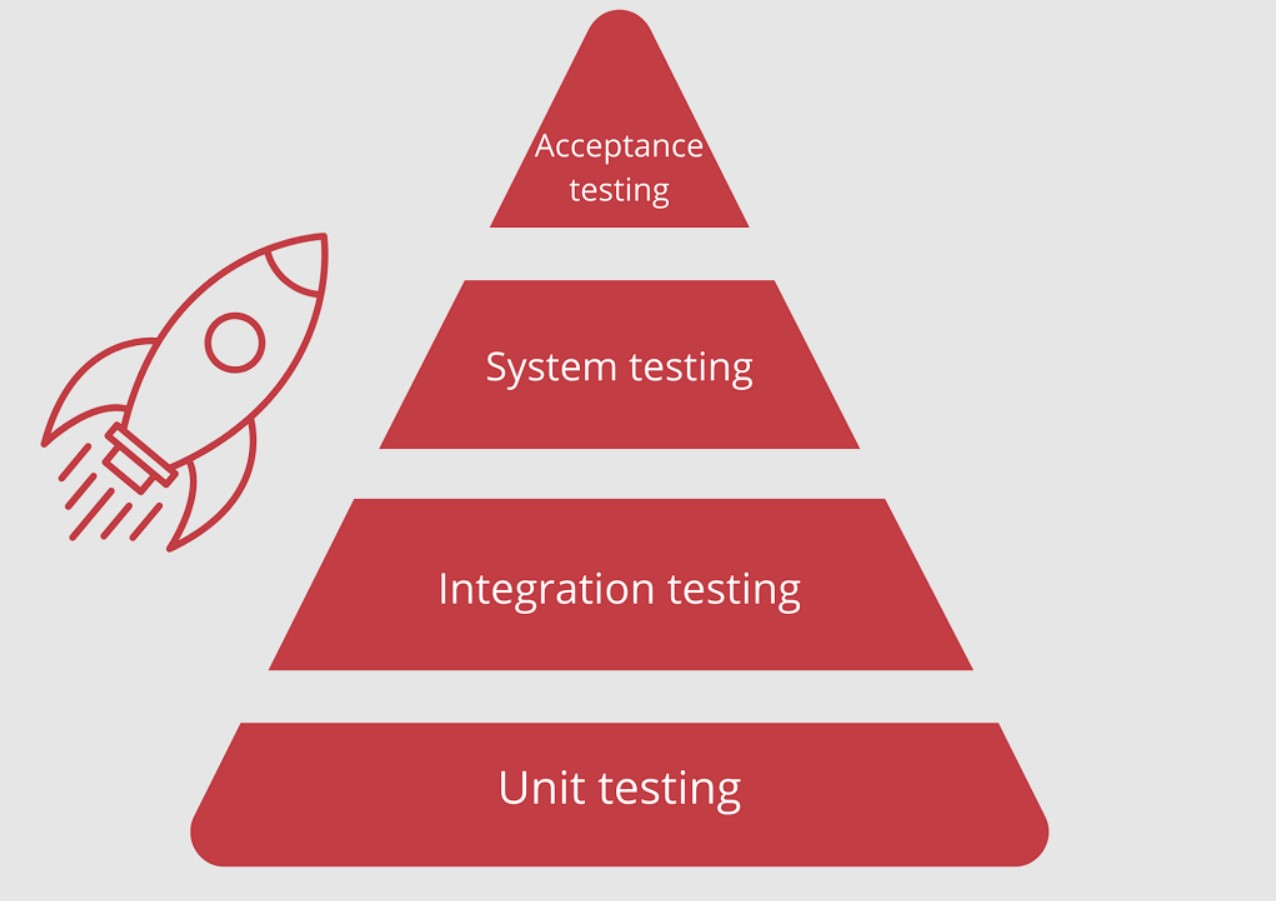 Acceptance
testing
System testing
Integration testing
Unit testing